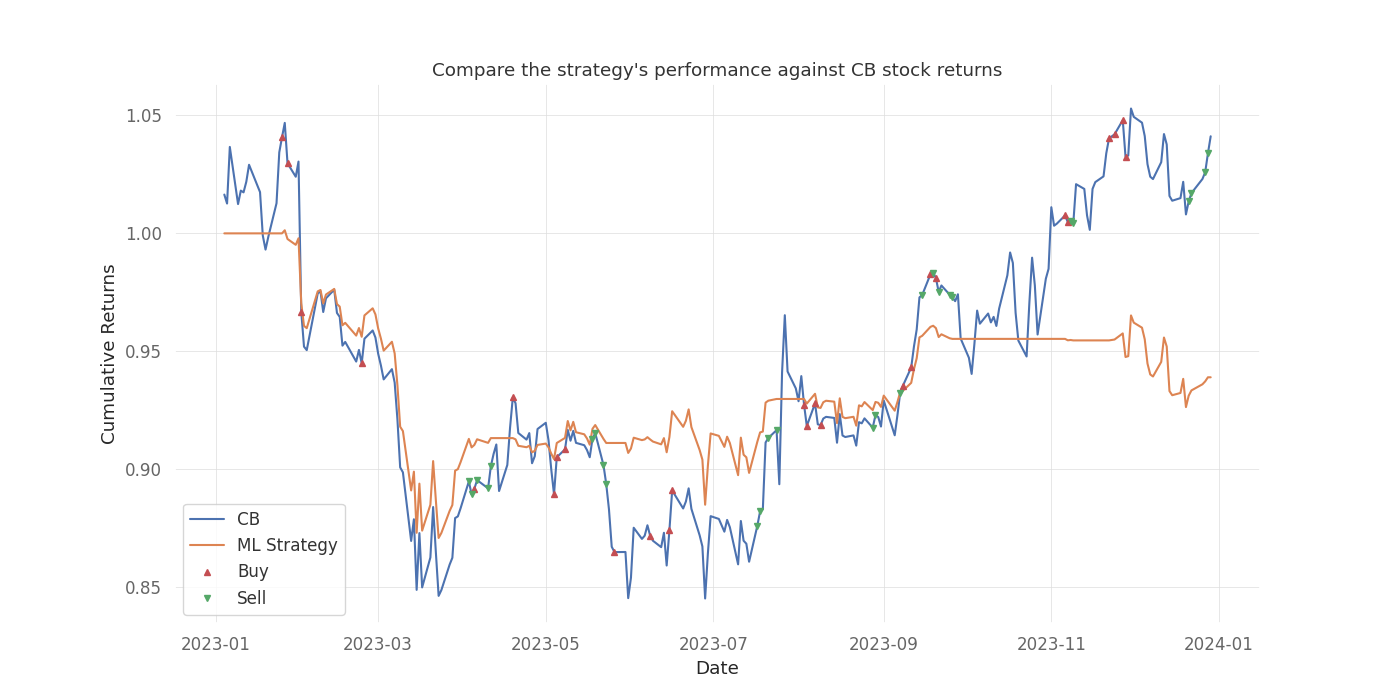 Compare the strategy's performance against CB stock returns
1.05
1.00
0.95
0.90
0.85
Cumulative Returns
CB
ML Strategy
Buy
Sell
2023-01
2023-03
2023-05
2023-07
2023-09
2023-11
2024-01
Date